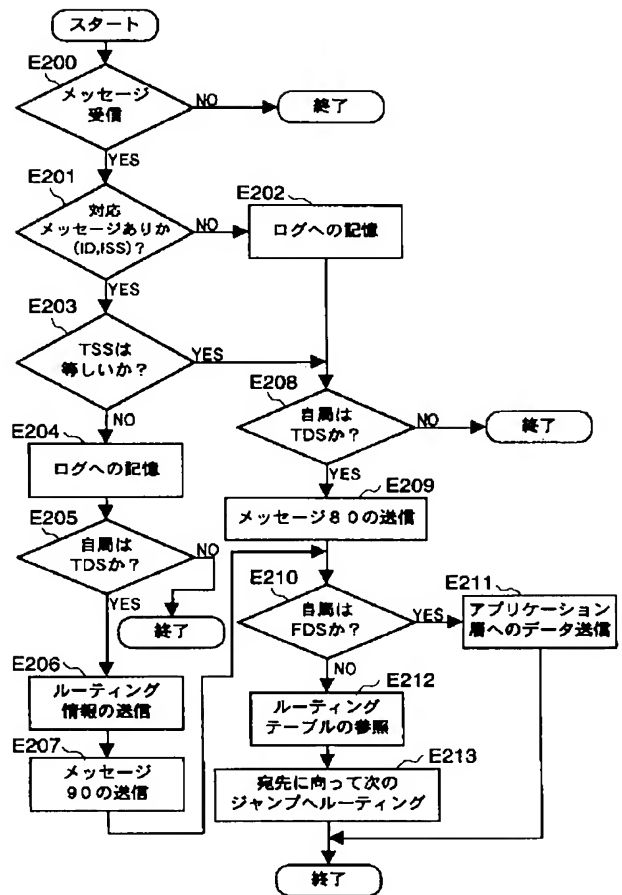 スタート
E200
メッセージ
受信
NO
終了
YES
E201
対応
メッセージありか
(ID,ISS)?
NO
E202
ログへの記憶
YES
E203
TSSは
等しいか?
YES
NO
E204
ログへの記憶
E205
自局は
TDSか?
NO
終了
YES
E206
ルーティング
情報の送信
E207
メッセージ
90の送信
E208
自局は
TDSか?
NO
終了
YES
E209
メッセージ80の送信
E210
自局は
FDSか?
YES
E211
アプリケーション
層へのデータ送信
NO
E212
ルーティング
テーブルの参照
E213
宛先に向って次の
ジャンプへルーティング
終了